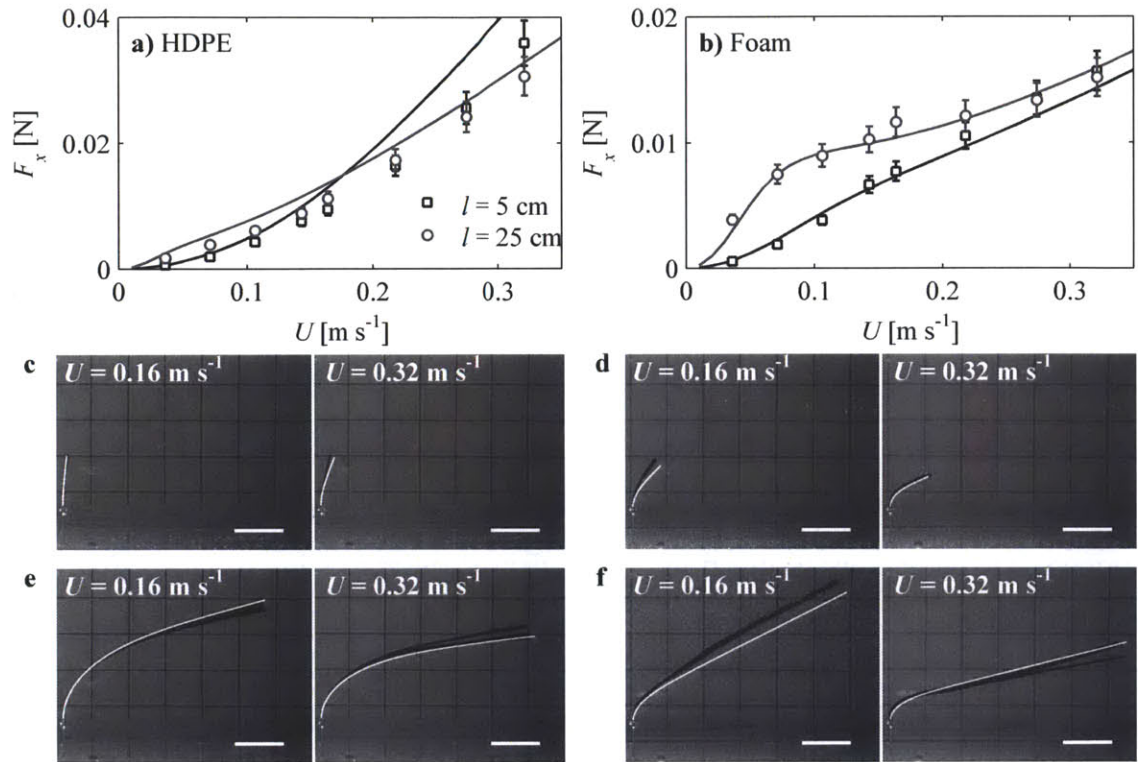 a) HDPE
0.04
0.02
0
F_x [N]
0
0.1
0.2
0.3
U [m s⁻¹]
l = 5 cm
l = 25 cm
b) Foam
0.02
0.01
0
F_x [N]
0
0.1
0.2
0.3
U [m s⁻¹]
c
U = 0.16 m s⁻¹
U = 0.32 m s⁻¹
d
U = 0.16 m s⁻¹
U = 0.32 m s⁻¹
e
U = 0.16 m s⁻¹
U = 0.32 m s⁻¹
f
U = 0.16 m s⁻¹
U = 0.32 m s⁻¹